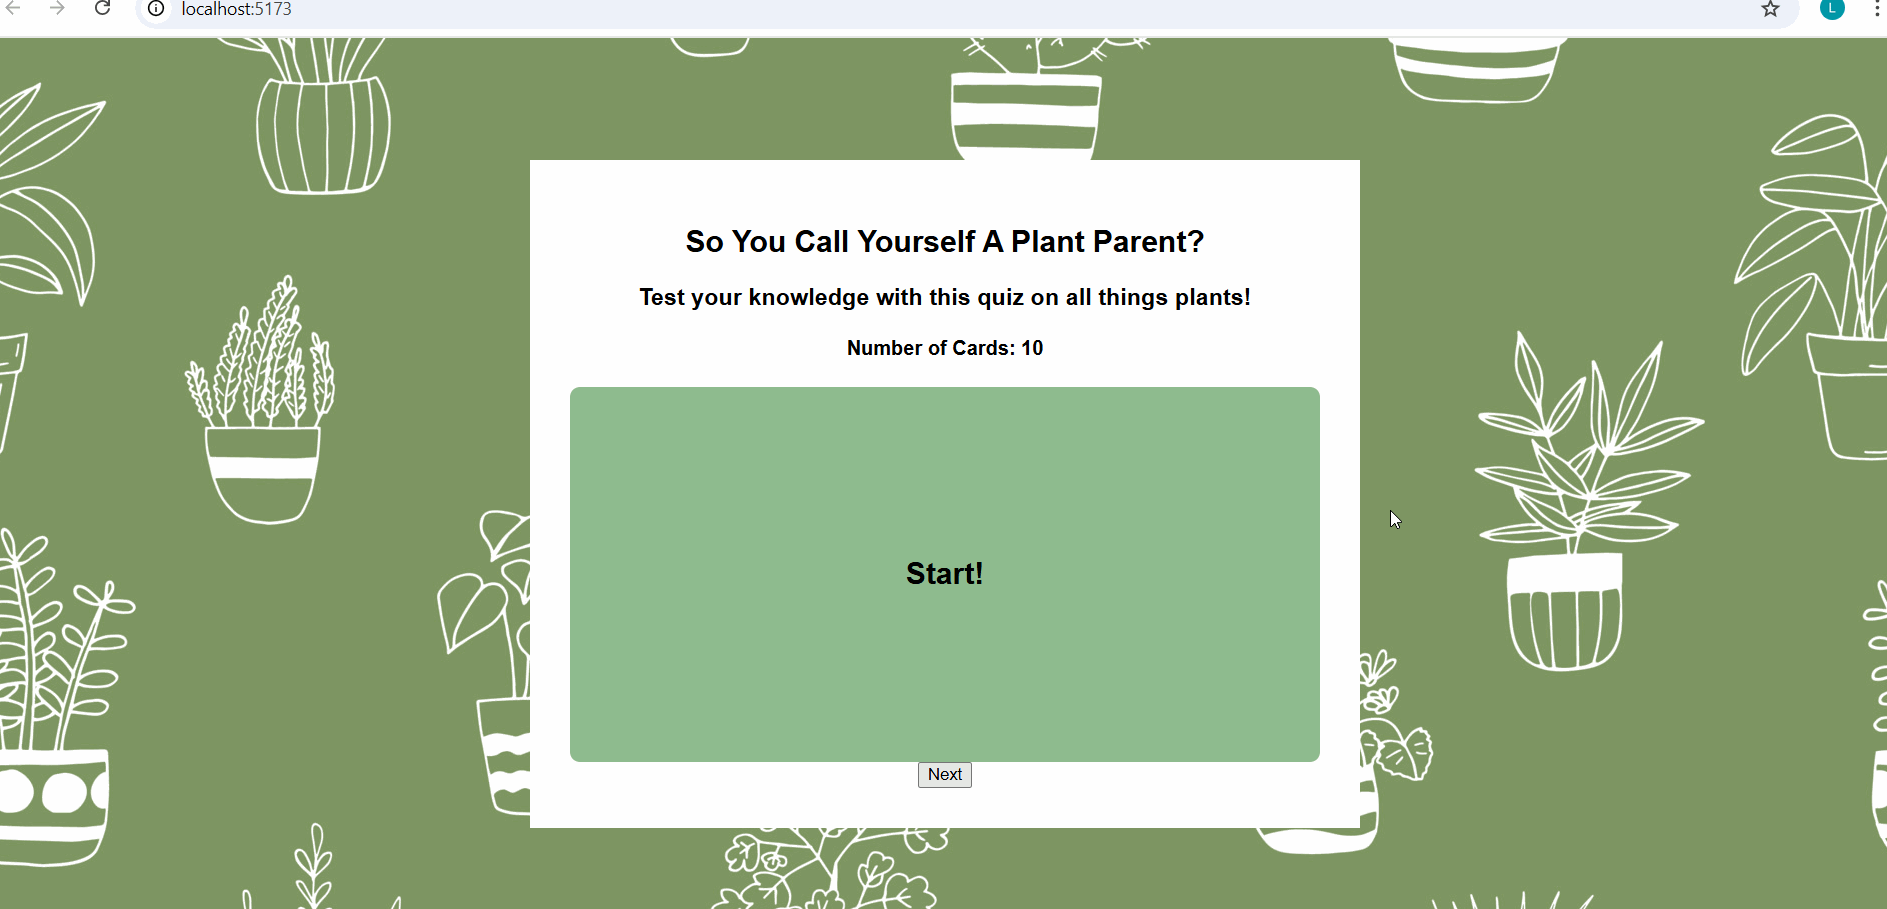 localhost:5173
L
So You Call Yourself A Plant Parent?
Test your knowledge with this quiz on all things plants!
Number of Cards: 10
Start!
Next